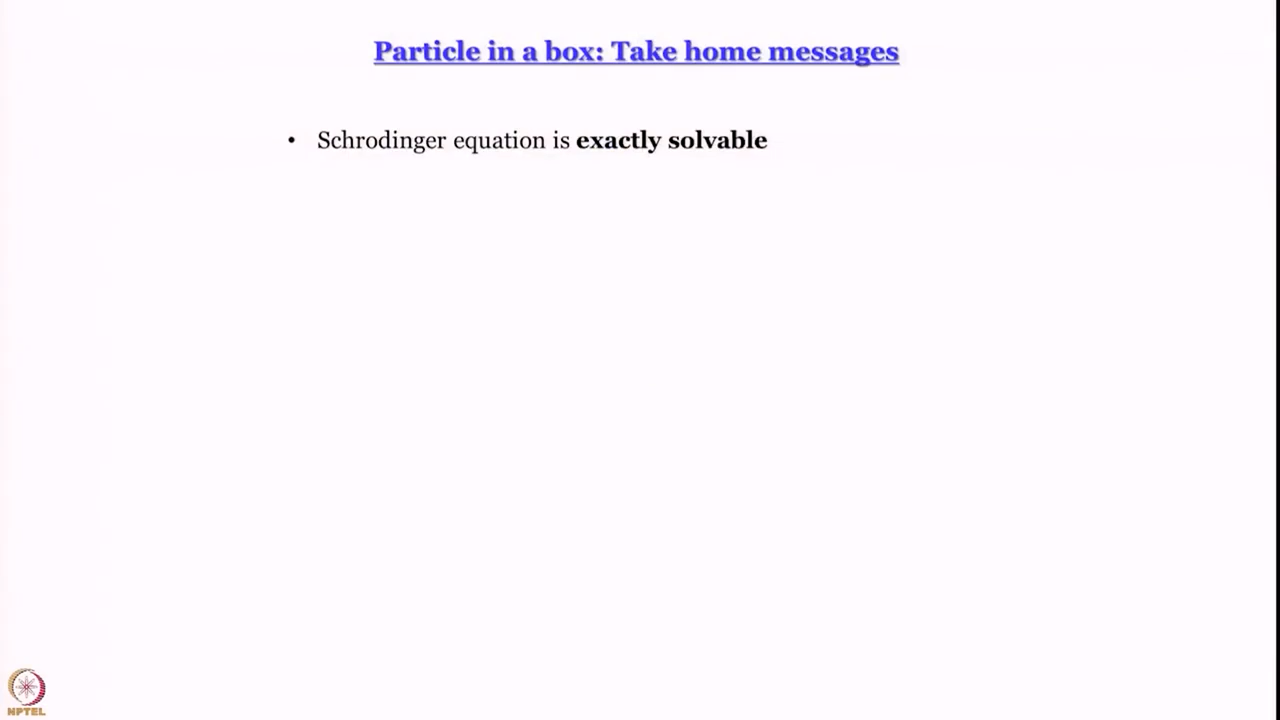 Particle in a box: Take home messages
• Schrodinger equation is exactly solvable
NPTEL